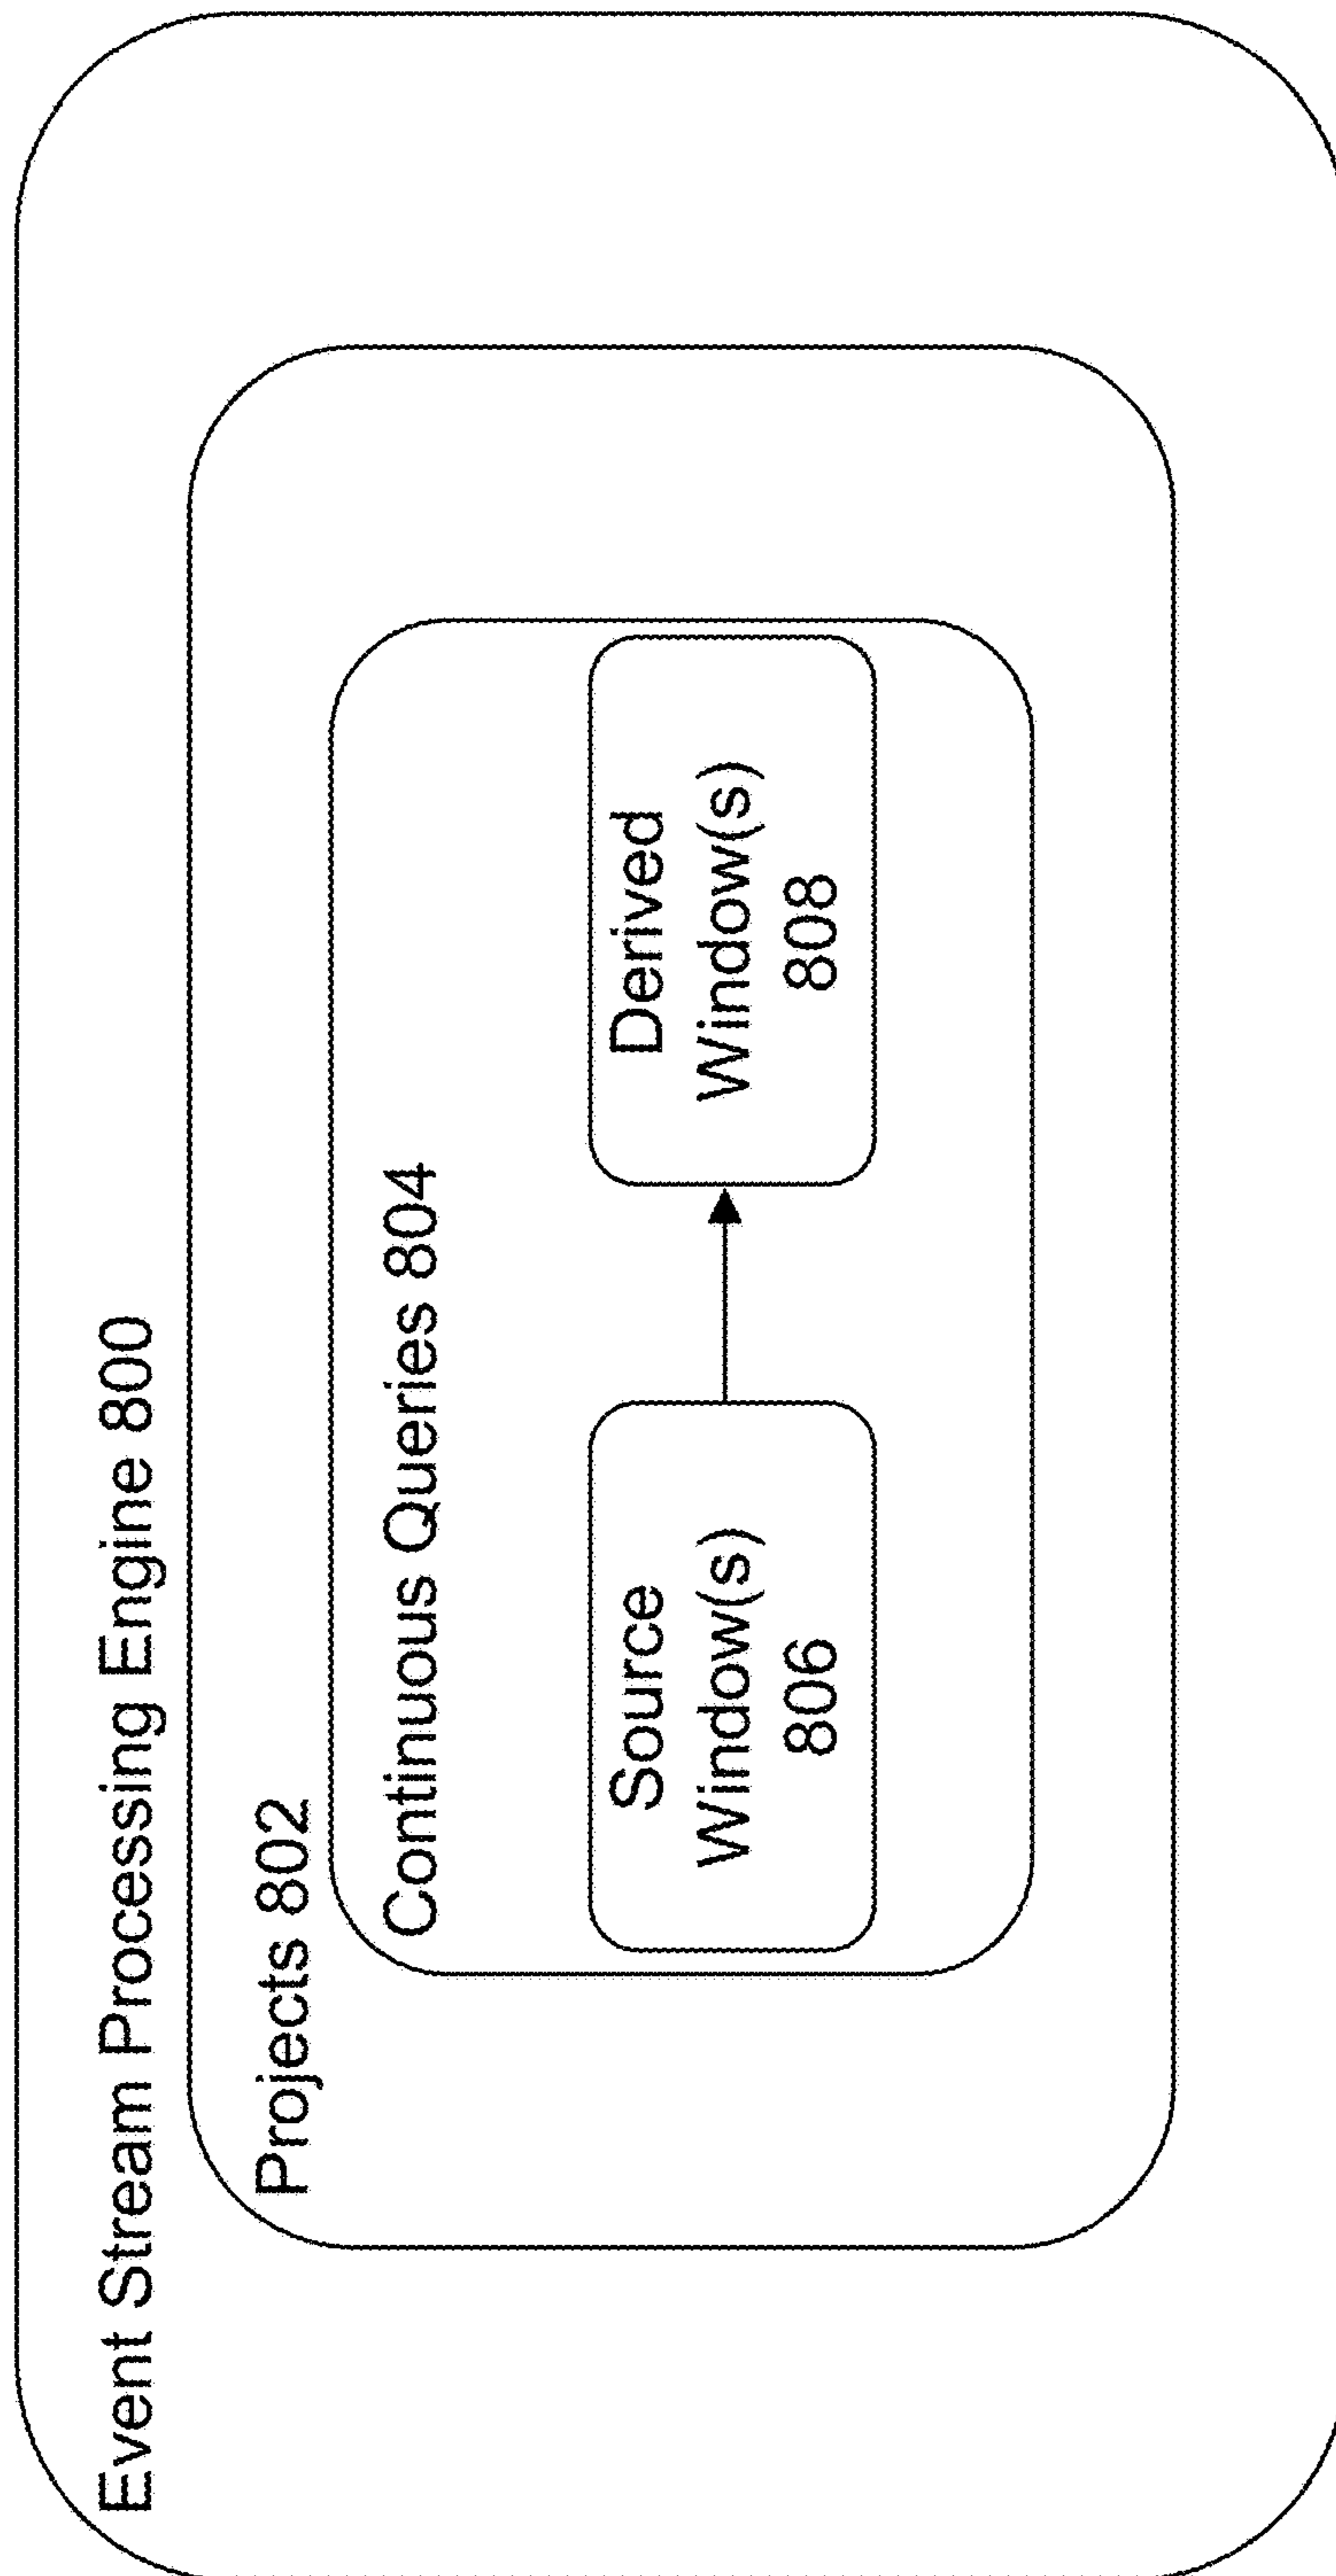 Event Stream Processing Engine 800
Projects 802
Continuous Queries 804
Source
Window(s)
806
Derived
Window(s)
808